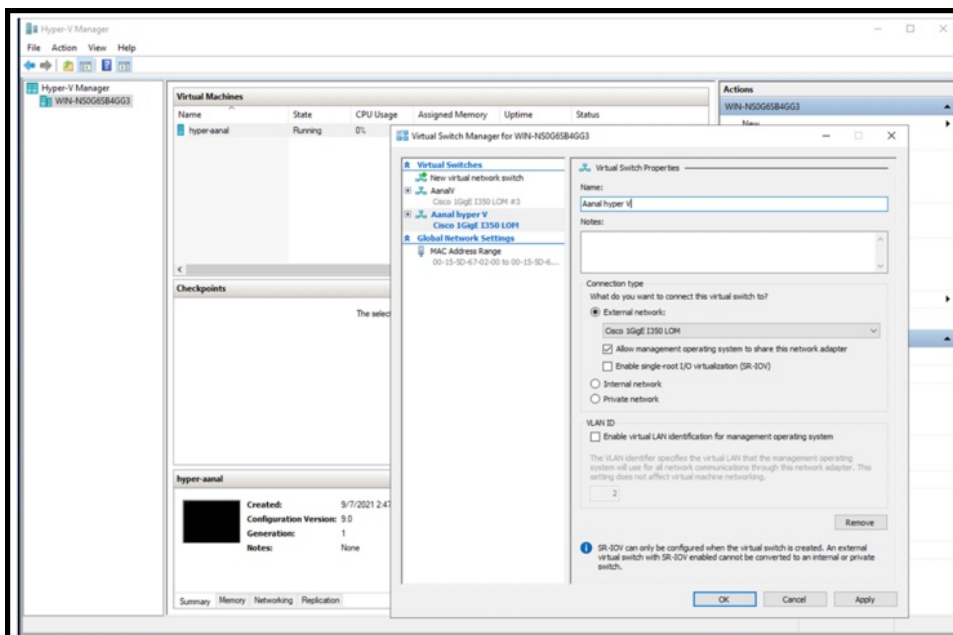 Hyper-V Manager
File Action View Help
Hyper-V Manager
WIN-NS0G6SB4GG3
Virtual Machines
Name State CPU Usage Assigned Memory Uptime Status
hyper-aanal Running 0%
Checkpoints
The selec
hyper-aanal
Created: 9/7/2021 2:47
Configuration Version: 9.0
Generation: 1
Notes: None
Summary Memory Networking Replication
Actions
WIN-NS0G6SB4GG3
New
Virtual Switch Manager for WIN-NS0G6SB4GG3
Virtual Switches
New virtual network switch
AanalV
Cisco 1GigE I350 LOM #3
Aanal hyper V
Cisco 1GigE I350 LOM
Global Network Settings
MAC Address Range
00-15-5D-67-02-00 to 00-15-5D-6...
Virtual Switch Properties
Name:
Aanal hyper V
Notes:
Connection type
What do you want to connect this virtual switch to?
External network:
Cisco 1GigE I350 LOM
Allow management operating system to share this network adapter
Enable single-root I/O virtualization (SR-IOV)
Internal network
Private network
VLAN ID
Enable virtual LAN identification for management operating system
The VLAN identifier specifies the virtual LAN that the management operating
system will use for all network communications through this network adapter. This
setting does not affect virtual machine networking.
2
Remove
SR-IOV can only be configured when the virtual switch is created. An external
virtual switch with SR-IOV enabled cannot be converted to an internal or private
switch.
OK Cancel Apply